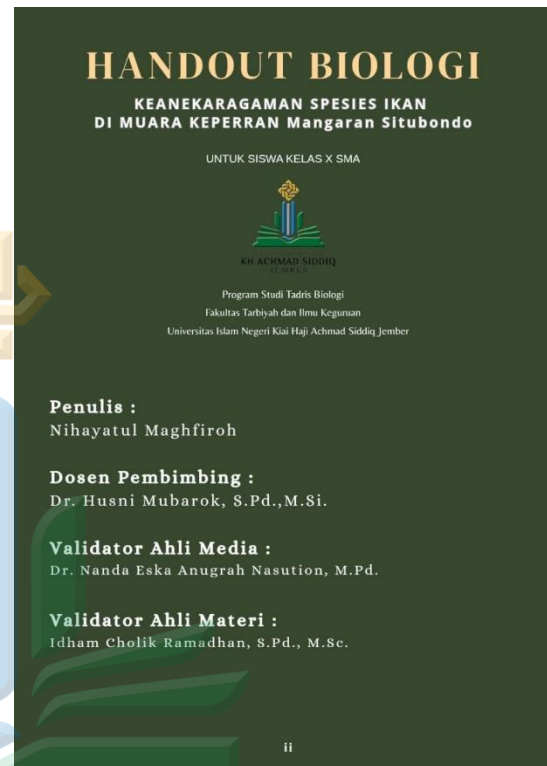 HANDOUT BIOLOGI
KEANEKARAGAMAN SPESIES IKAN
DI MUARA KEPERRAN Mangaran Situbondo
UNTUK SISWA KELAS X SMA
KH ACHMAD SIDDIQ
JEMBER
Program Studi Tadris Biologi
Fakultas Tarbiyah dan Ilmu Keguruan
Universitas Islam Negeri Kiai Haji Achmad Siddiq Jember
Penulis :
Nihayatul Maghfiroh
Dosen Pembimbing :
Dr. Husni Mubarok, S.Pd.,M.Si.
Validator Ahli Media :
Dr. Nanda Eska Anugrah Nasution, M.Pd.
Validator Ahli Materi :
Idham Cholik Ramadhan, S.Pd., M.Sc.
ii